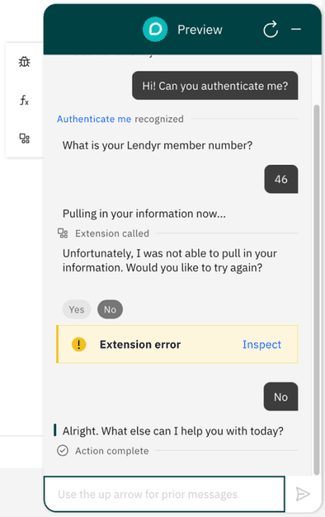 Preview
Hi! Can you authenticate me?
Authenticate me recognized
What is your Lendyr member number?
46
Pulling in your information now...
Extension called
Unfortunately, I was not able to pull in your
information. Would you like to try again?
Yes No
Extension error Inspect
No
Alright. What else can I help you with today?
Action complete
Use the up arrow for prior messages